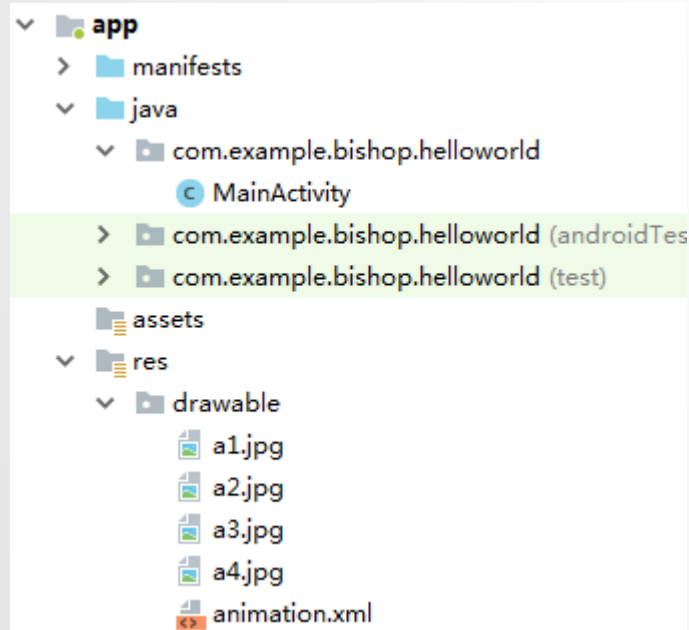 app
manifests
java
com.example.bishop.helloworld
C MainActivity
com.example.bishop.helloworld (androidTes
com.example.bishop.helloworld (test)
assets
res
drawable
a1.jpg
a2.jpg
a3.jpg
a4.jpg
animation.xml